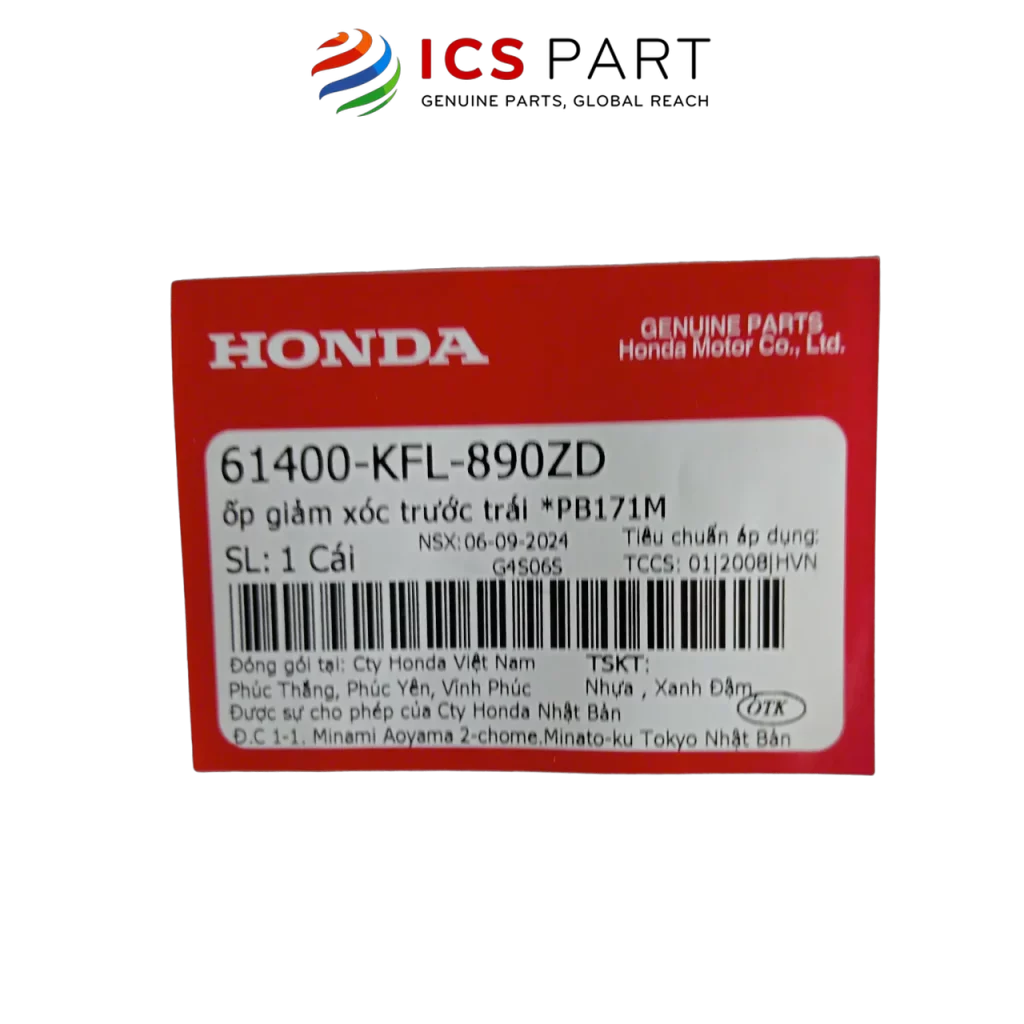 ICS PART
GENUINE PARTS, GLOBAL REACH
HONDA
GENUINE PARTS
Honda Motor Co., Ltd.
61400-KFL-890ZD
ốp giảm xóc trước trái *PB171M
NSX: 06-09-2024
Tiêu chuẩn áp dụng:
SL: 1 Cái
G4S06S
TCCS: 01|2008|HVN
Đóng gói tại: Cty Honda Việt Nam
TSKT:
Phúc Thắng, Phúc Yên, Vĩnh Phúc
Nhựa , Xanh Đậm
Được sự cho phép của Cty Honda Nhật Bản
OTK
Đ.C 1-1. Minami Aoyama 2-chome.Minato-ku Tokyo Nhật Bản